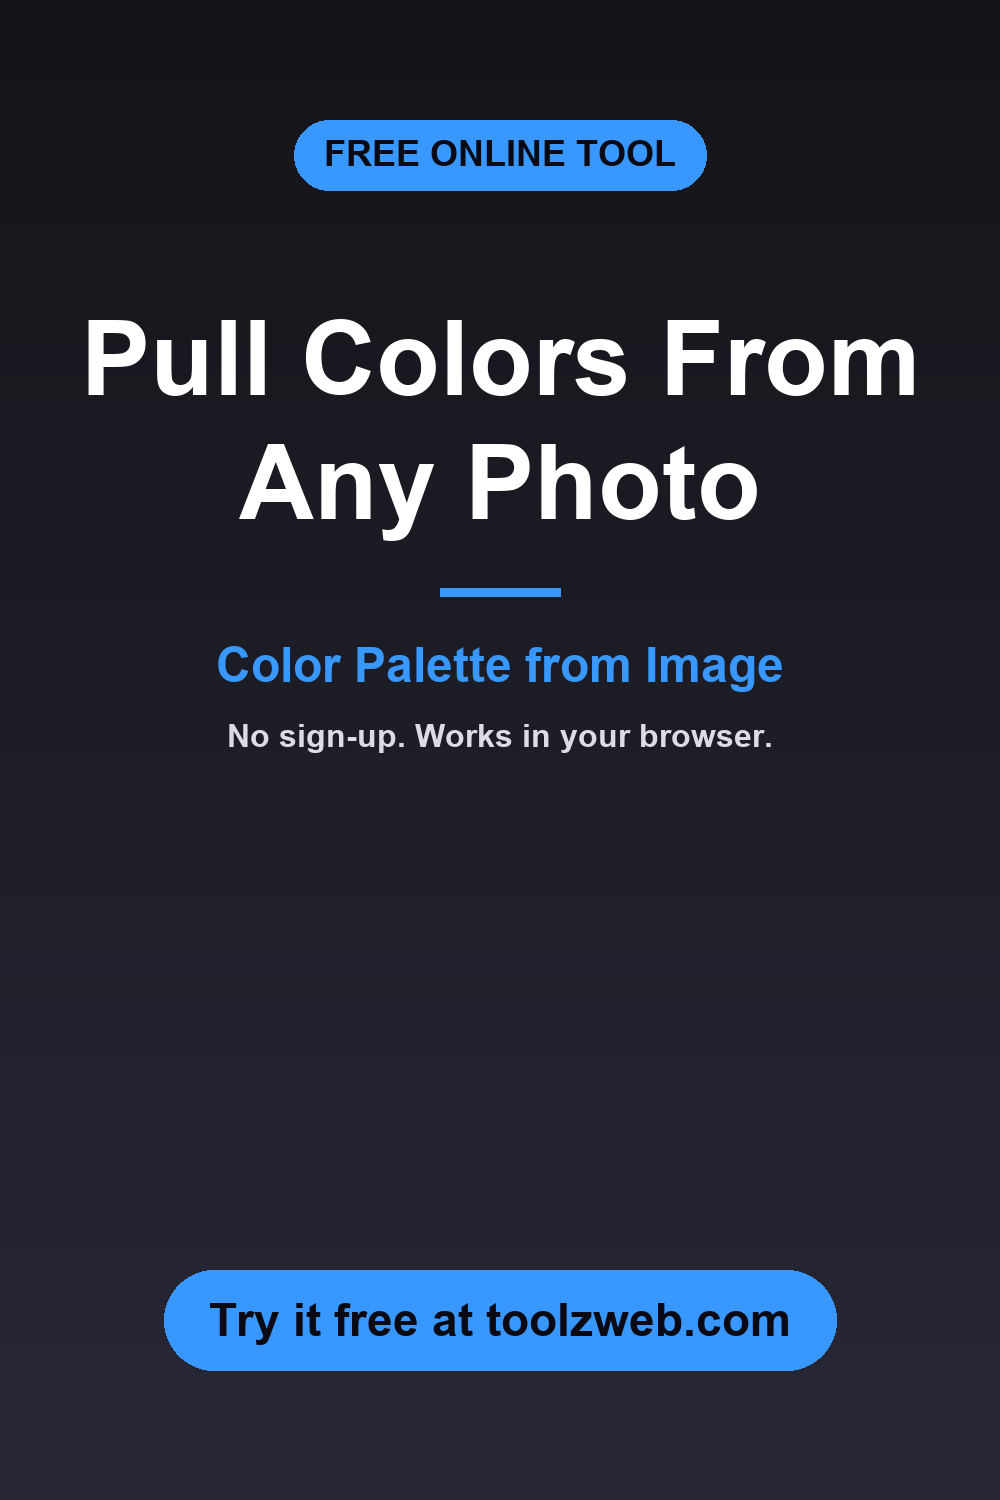 FREE ONLINE TOOL
Pull Colors From
Any Photo
Color Palette from Image
No sign-up. Works in your browser.
Try it free at toolzweb.com